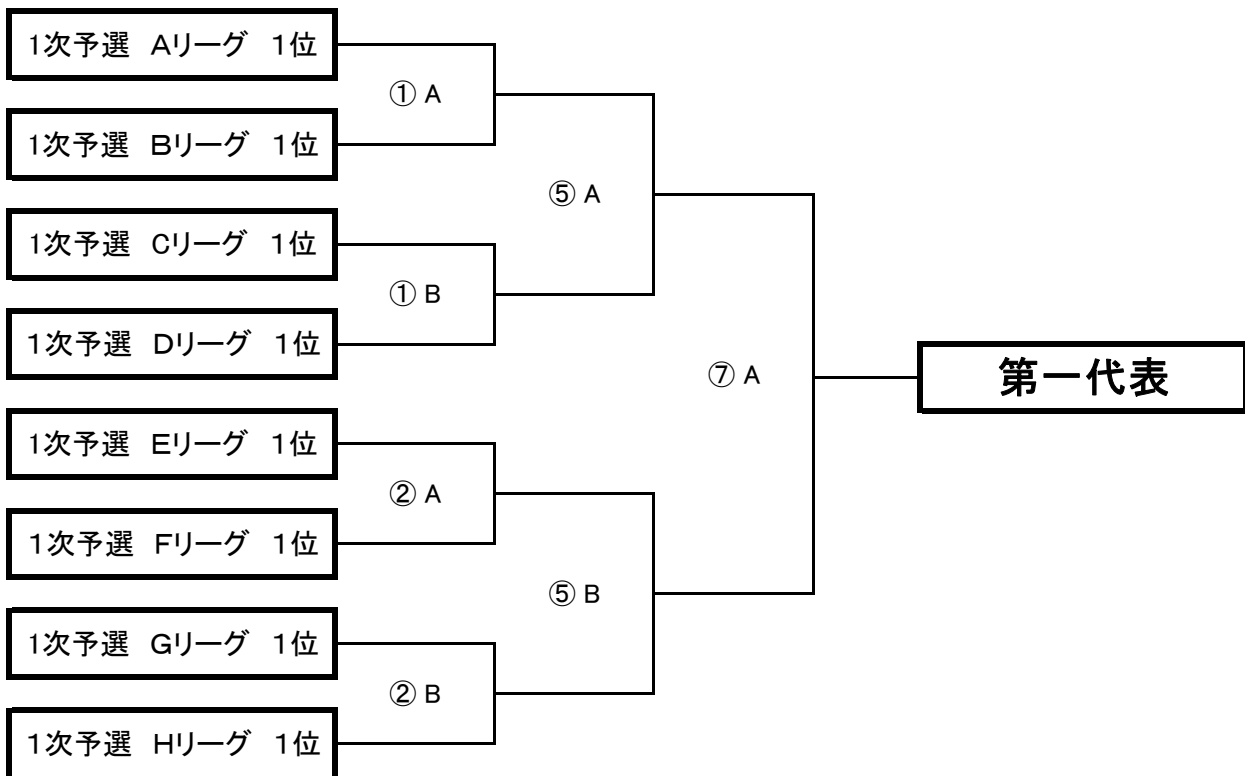 1次予選 Aリーグ 1位
① A
1次予選 Bリーグ 1位
⑤ A
1次予選 Cリーグ 1位
① B
1次予選 Dリーグ 1位
⑦ A
第一代表
1次予選 Eリーグ 1位
② A
1次予選 Fリーグ 1位
⑤ B
1次予選 Gリーグ 1位
② B
1次予選 Hリーグ 1位